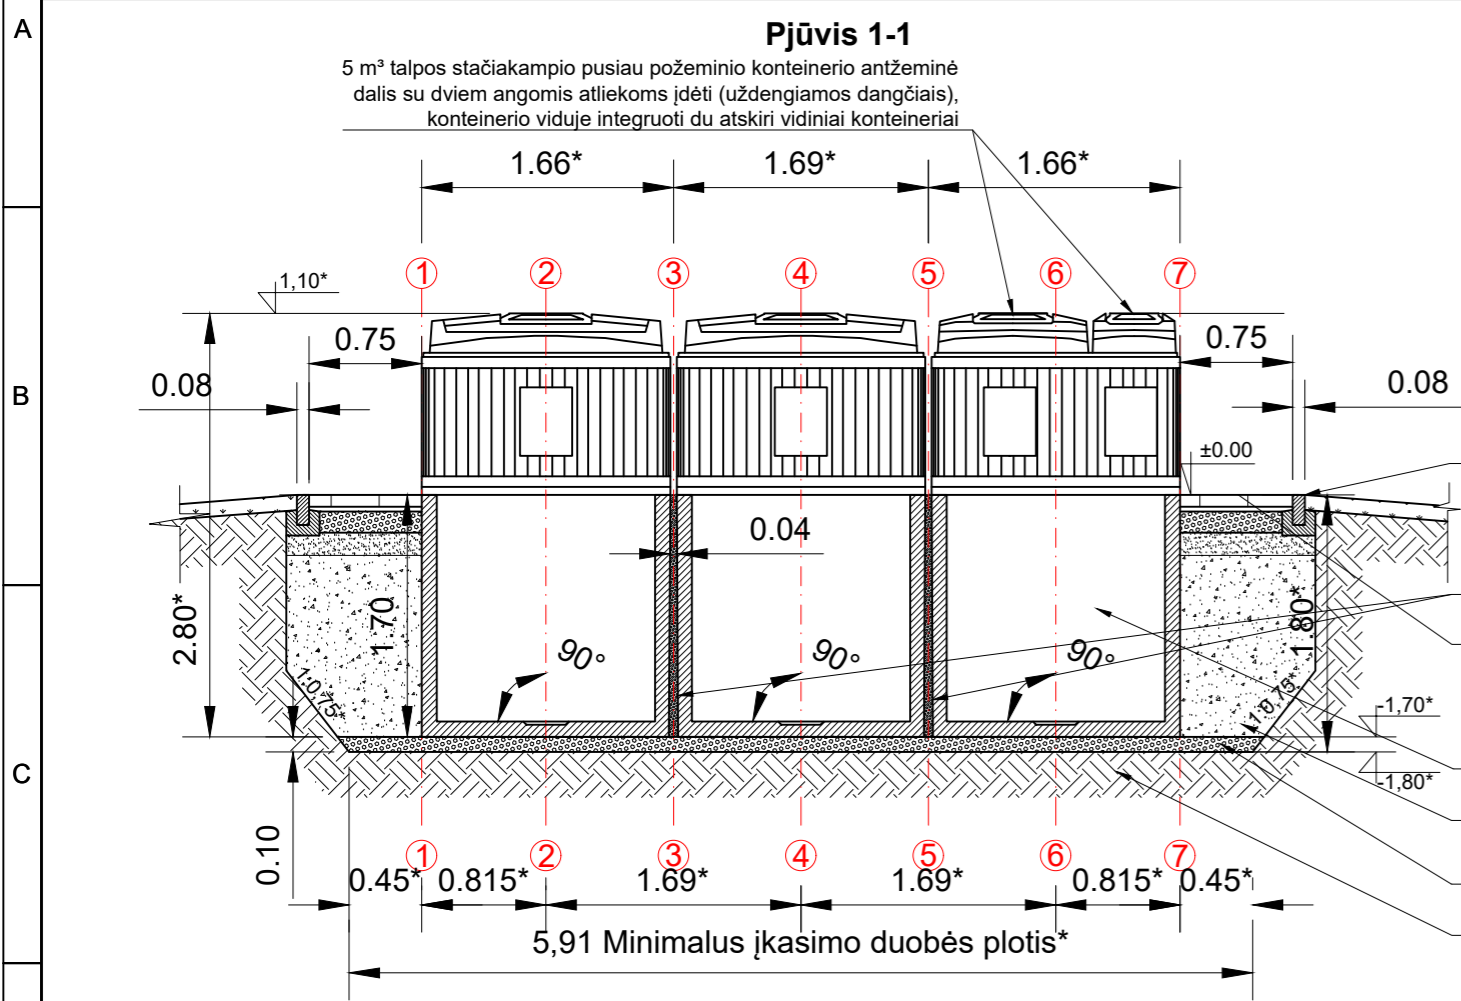 A
Pjūvis 1-1
5 m³ talpos stačiakampio pusiau požeminio konteinerio antžeminė
dalis su dviem angomis atliekoms įdėti (uždengiamos dangčiais),
konteinerio viduje integruoti du atskiri vidiniai konteineriai
1.66* 1.69* 1.66*
1 2 3 4 5 6 7
1,10*
0.75 0.75
B
0.08 0.08
±0.00
0.04
2.80* 1.70 1.80*
90° 90° 90°
1:0.75* 1:0,75*
-1,70*
C
-1,80*
0.10
1 2 3 4 5 6 7
0.45* 0.815* 1.69* 1.69* 0.815* 0.45*
5,91 Minimalus įkasimo duobės plotis*